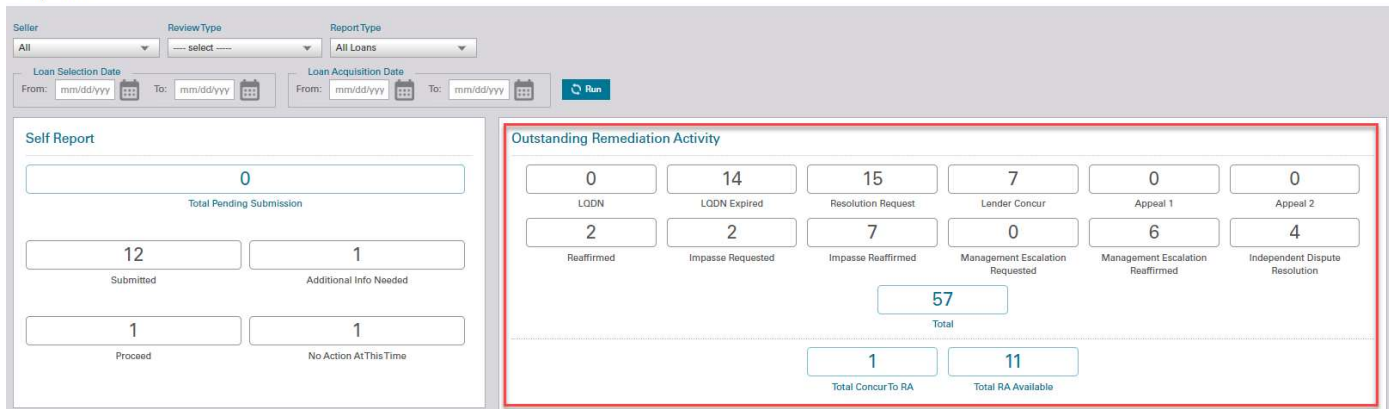 Seller Review Type Report Type
All ---- select ----- All Loans
Loan Selection Date Loan Acquisition Date
From: mm/dd/yyy To: mm/dd/yyy From: mm/dd/yyy To: mm/dd/yyy Run
Self Report
0
Total Pending Submission
12 1
Submitted Additional Info Needed
1 1
Proceed No Action At This Time
Outstanding Remediation Activity
0 14 15 7 0 0
LQDN LQDN Expired Resolution Request Lender Concur Appeal 1 Appeal 2
2 2 7 0 6 4
Reaffirmed Impasse Requested Impasse Reaffirmed Management Escalation Management Escalation Independent Dispute
Requested Reaffirmed Resolution
57
Total
1 11
Total Concur To RA Total RA Available